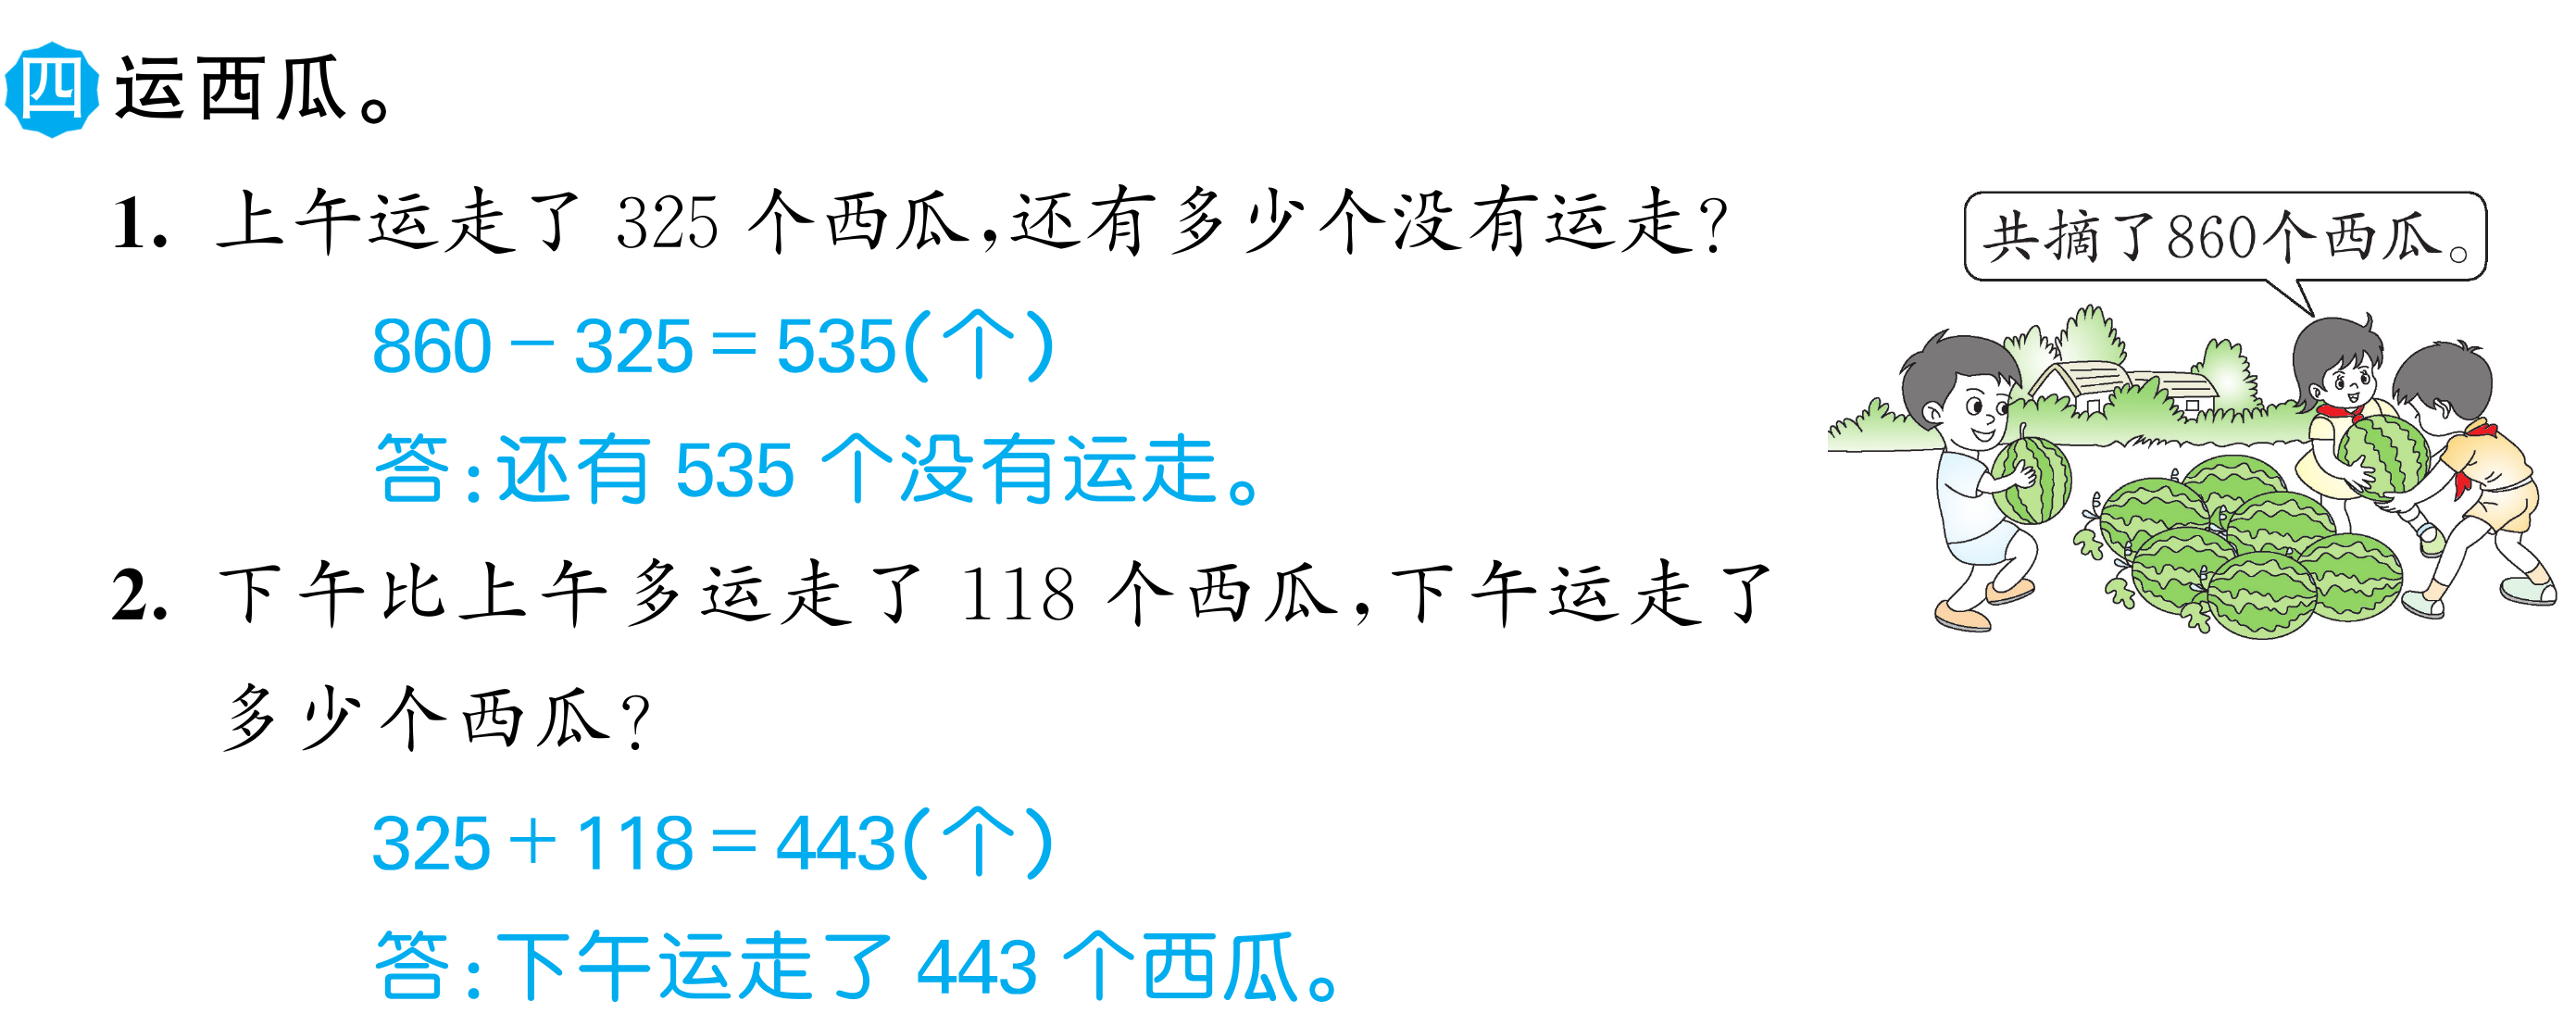 四 运西瓜。
1. 上午运走了 325 个西瓜,还有多少个没有运走?
共摘了860个西瓜。
860－325＝535(个)
答:还有 535 个没有运走。
2. 下午比上午多运走了 118 个西瓜,下午运走了
多少个西瓜?
325＋118＝443(个)
答:下午运走了 443 个西瓜。